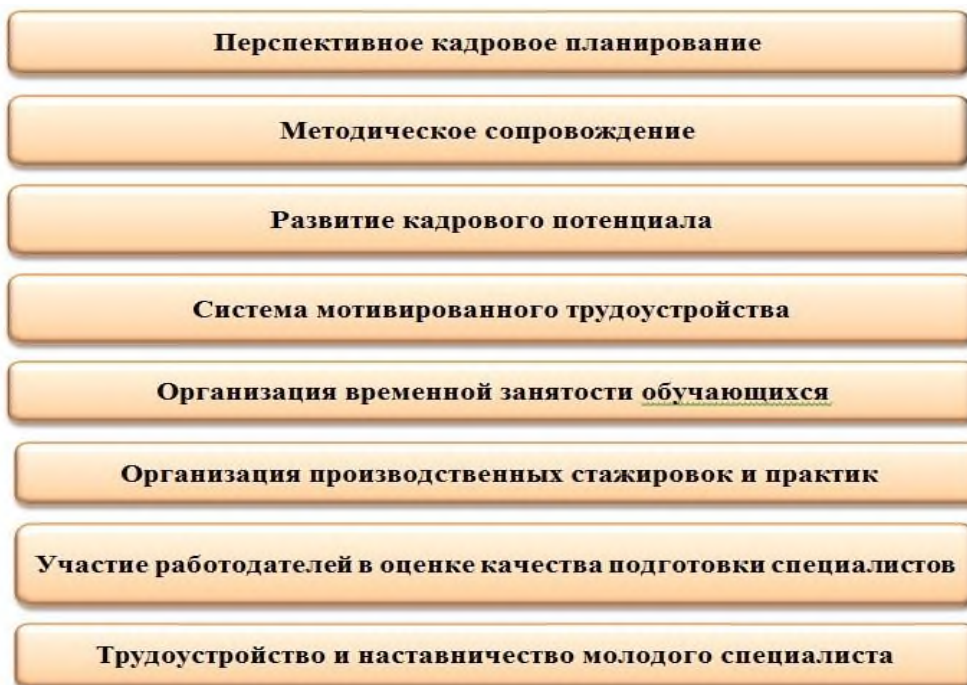 Перспективное кадровое планирование
Методическое сопровождение
Развитие кадрового потенциала
Система мотивированного трудоустройства
Организация временной занятости обучающихся
Организация производственных стажировок и практик
Участие работодателей в оценке качества подготовки специалистов
Трудоустройство и наставничество молодого специалиста